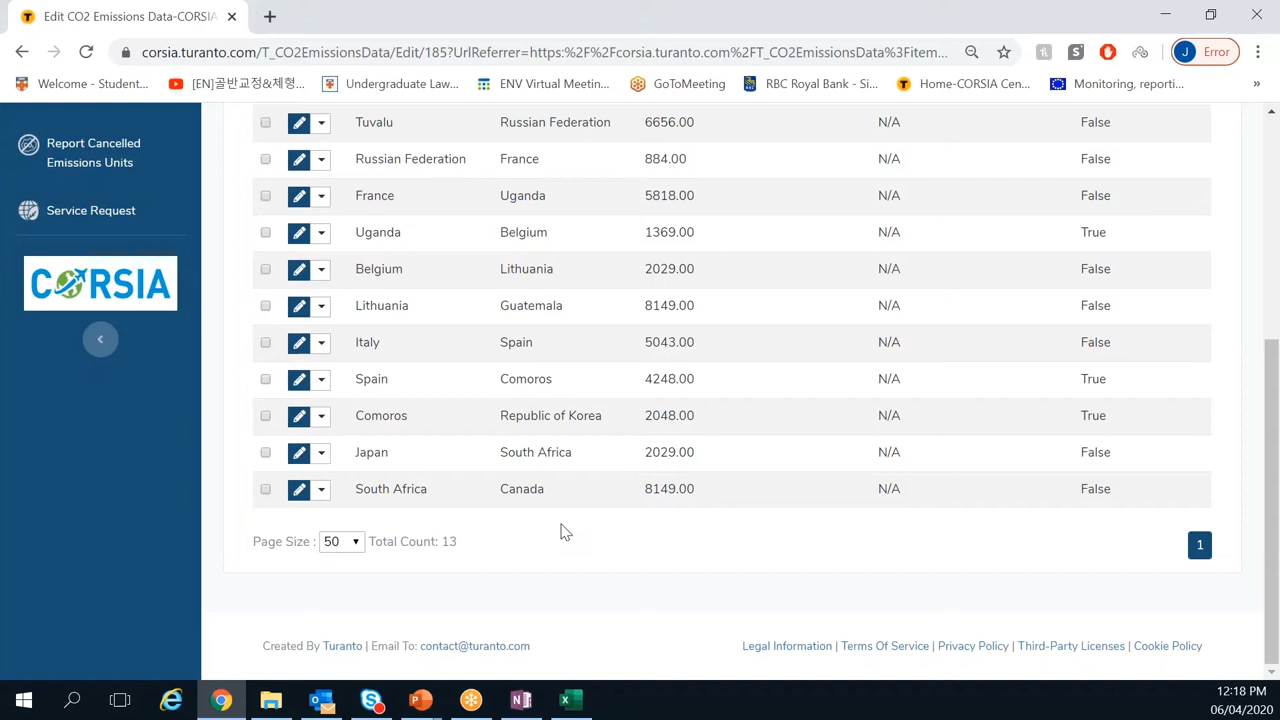 Edit CO2 Emissions Data-CORSIA
corsia.turanto.com/T_CO2EmissionsData/Edit/185?UrlReferrer=https:%2F%2Fcorsia.turanto.com%2FT_CO2EmissionsData%3Fitem...
J Error
Welcome - Student... [EN]골반교정&체형... Undergraduate Law... ENV Virtual Meetin... GoToMeeting RBC Royal Bank - Si... Home-CORSIA Cen... Monitoring, reporti... »
Report Cancelled
Emissions Units
Service Request
CORSIA
Tuvalu Russian Federation 6656.00 N/A False
Russian Federation France 884.00 N/A False
France Uganda 5818.00 N/A False
Uganda Belgium 1369.00 N/A True
Belgium Lithuania 2029.00 N/A False
Lithuania Guatemala 8149.00 N/A False
Italy Spain 5043.00 N/A False
Spain Comoros 4248.00 N/A True
Comoros Republic of Korea 2048.00 N/A True
Japan South Africa 2029.00 N/A False
South Africa Canada 8149.00 N/A False
Page Size : 50 Total Count: 13 1
Created By Turanto | Email To: contact@turanto.com
Legal Information | Terms Of Service | Privacy Policy | Third-Party Licenses | Cookie Policy
12:18 PM
06/04/2020